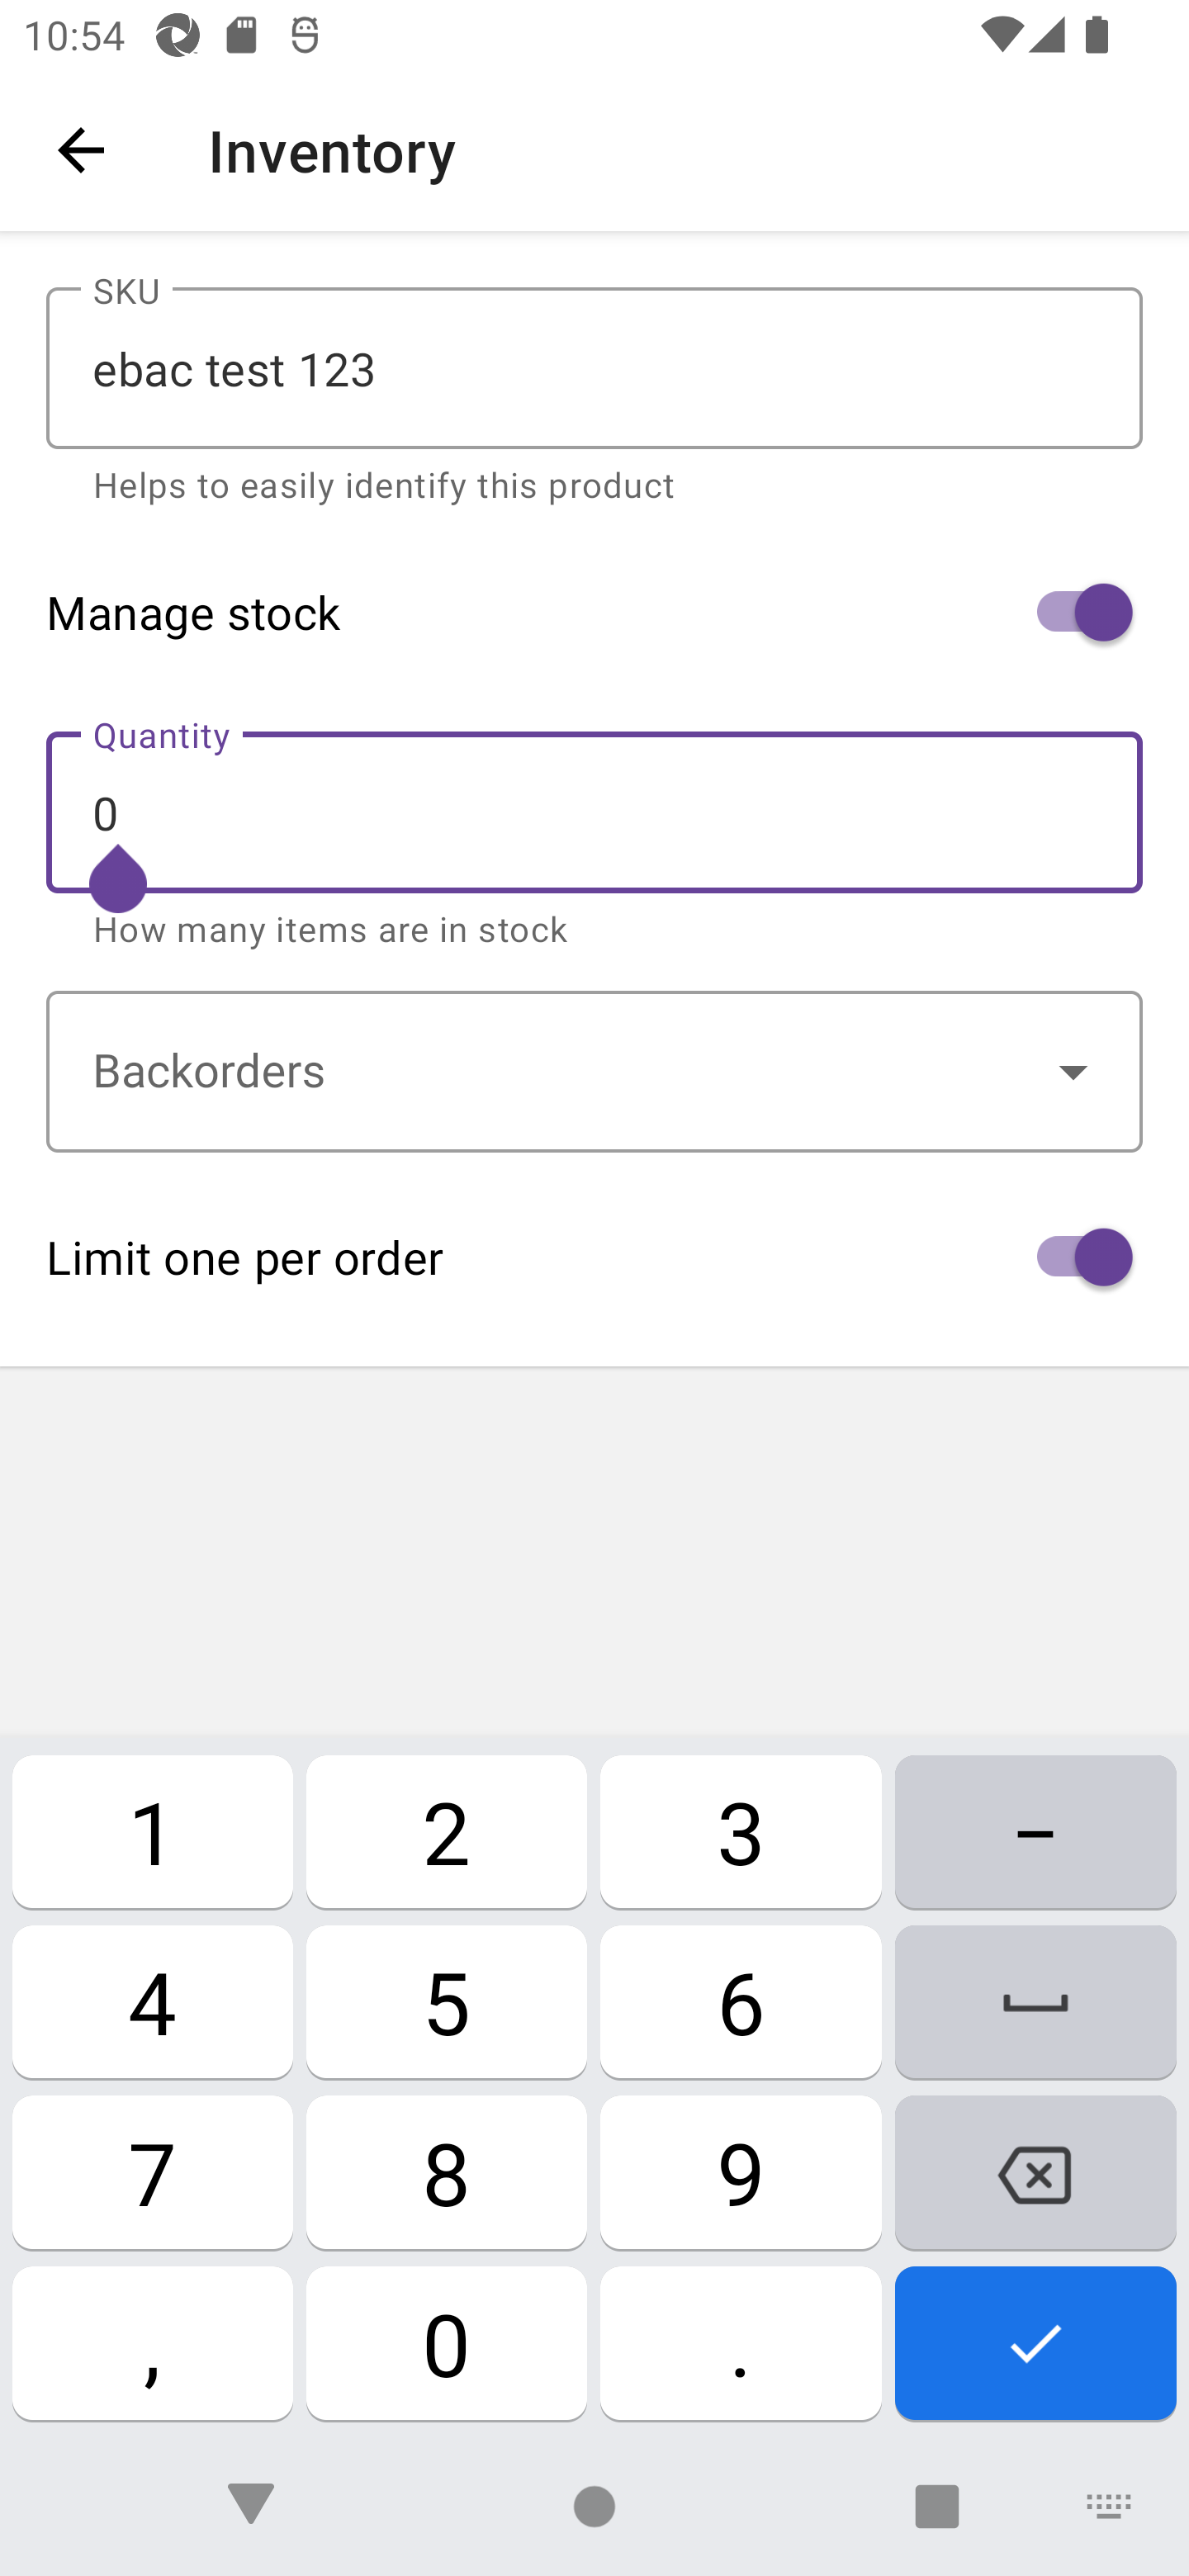 10:54
Inventory
SKU
ebac test 123
Helps to easily identify this product
Manage stock
Quantity
0
How many items are in stock
Backorders
Limit one per order
1 2 3 –
4 5 6
7 8 9
, 0 .